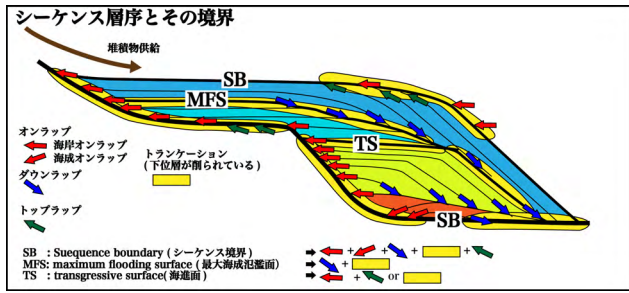 シーケンス層序とその境界
堆積物供給
SB
MFS
TS
オンラップ
海岸オンラップ
海成オンラップ
トランケーション
(下位層が削られている)
ダウンラップ
トップラップ
SB
SB : Suequence boundary (シーケンス境界)
+ + + +
MFS: maximum flooding surface (最大海成氾濫面)
+
TS : transgressive surface(海進面)
+ or